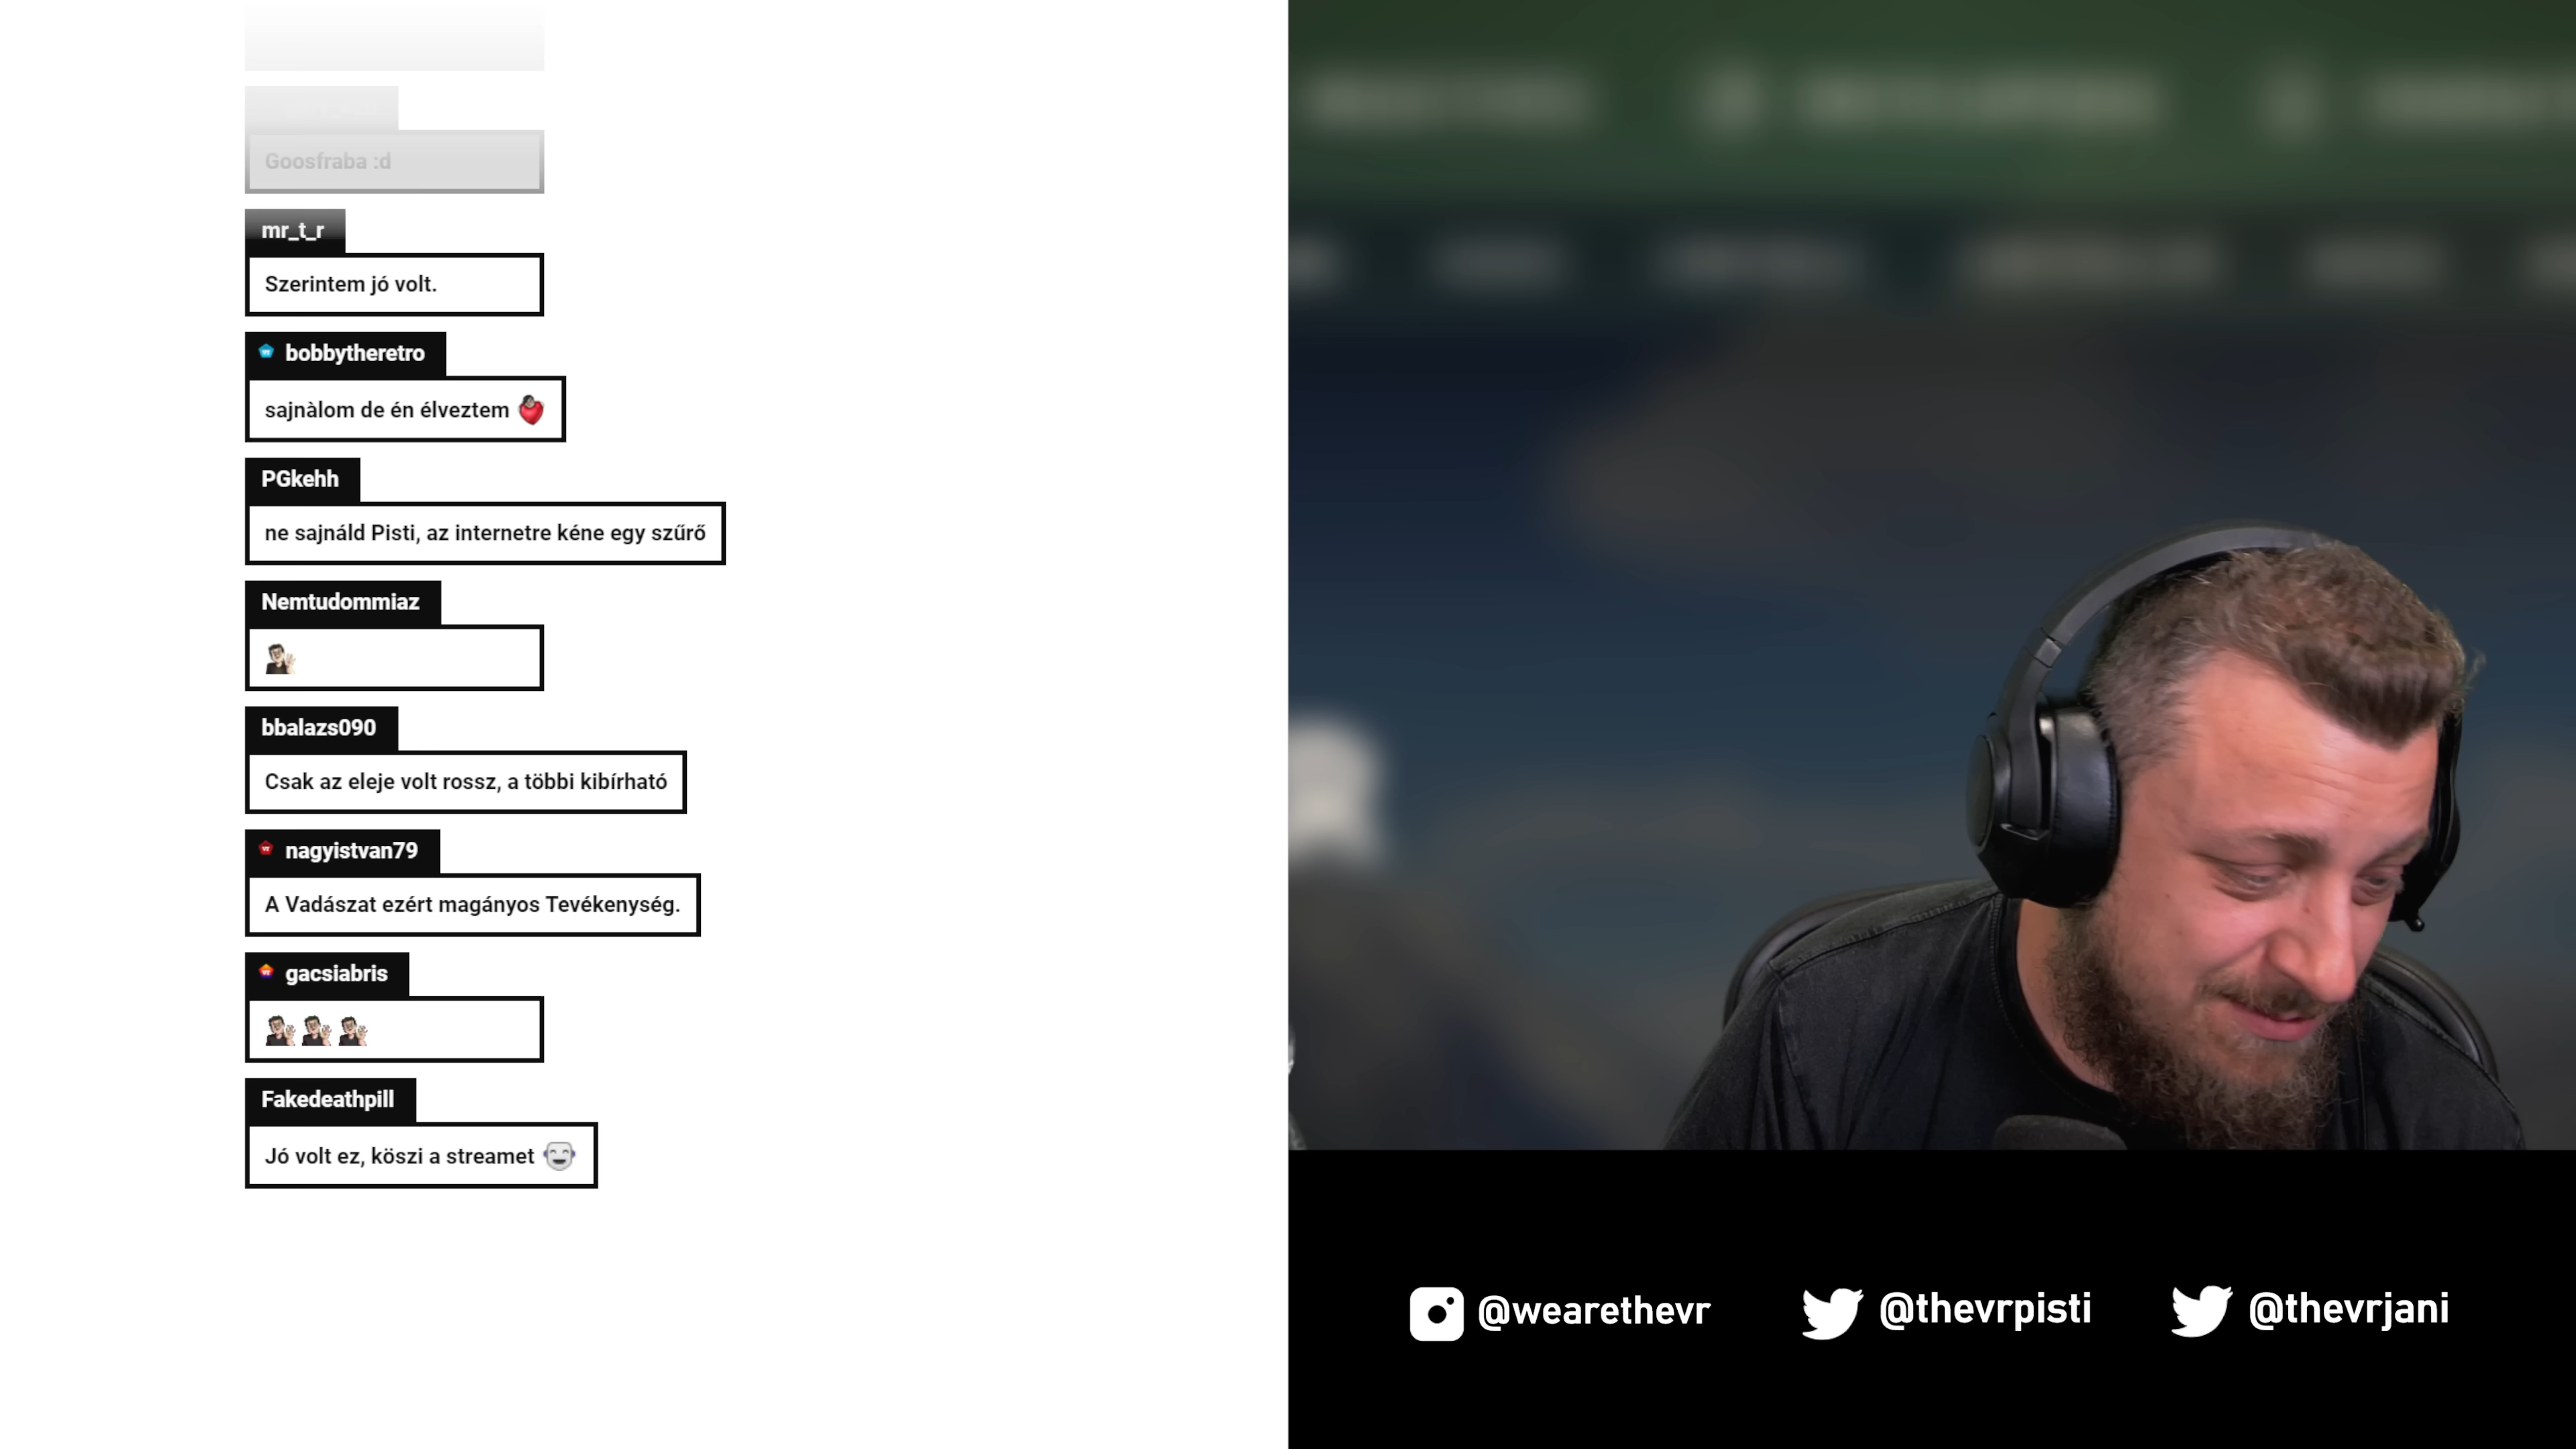 Goosfraba :d
mr_t_r
Szerintem jó volt.
bobbytheretro
sajnàlom de én élveztem
PGkehh
ne sajnáld Pisti, az internetre kéne egy szűrő
Nemtudommiaz
bbalazs090
Csak az eleje volt rossz, a többi kibírható
nagyistvan79
A Vadászat ezért magányos Tevékenység.
gacsiabris
Fakedeathpill
Jó volt ez, köszi a streamet
@wearethevr @thevrpisti @thevrjani